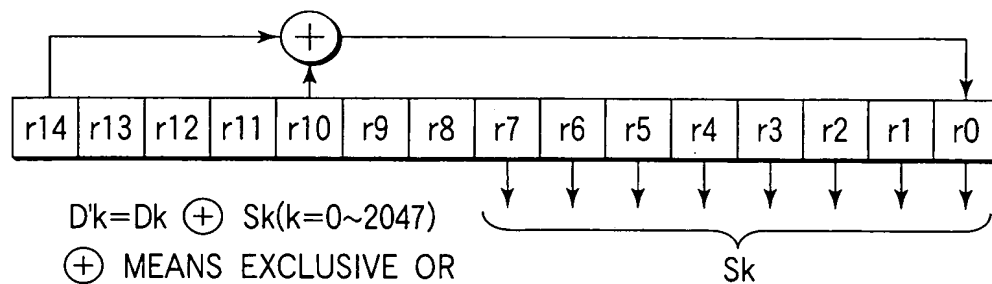 r14 r13 r12 r11 r10 r9 r8 r7 r6 r5 r4 r3 r2 r1 r0
D'k=Dk ⊕ Sk(k=0~2047)
⊕ MEANS EXCLUSIVE OR
Sk